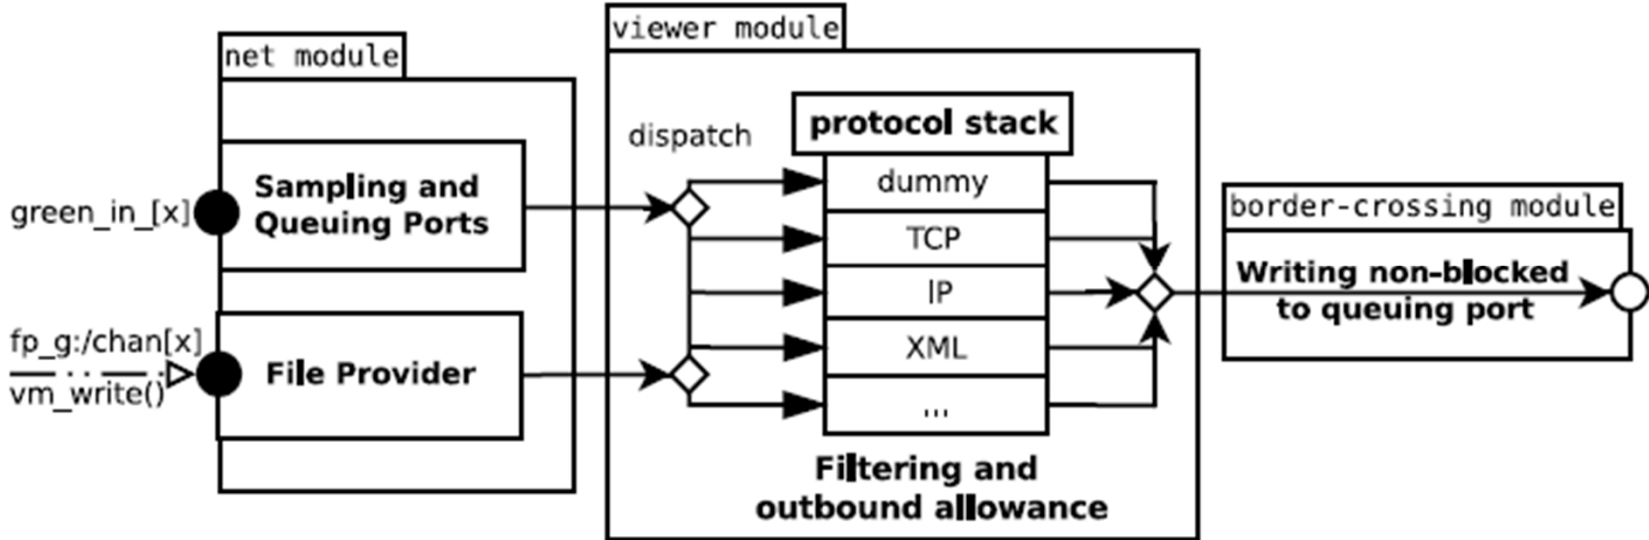 net module
Sampling and
Queuing Ports
green_in_[x]
fp_g:/chan[x]
vm_write()
File Provider
viewer module
dispatch
protocol stack
dummy
TCP
IP
XML
...
Filtering and
outbound allowance
border-crossing module
Writing non-blocked
to queuing port